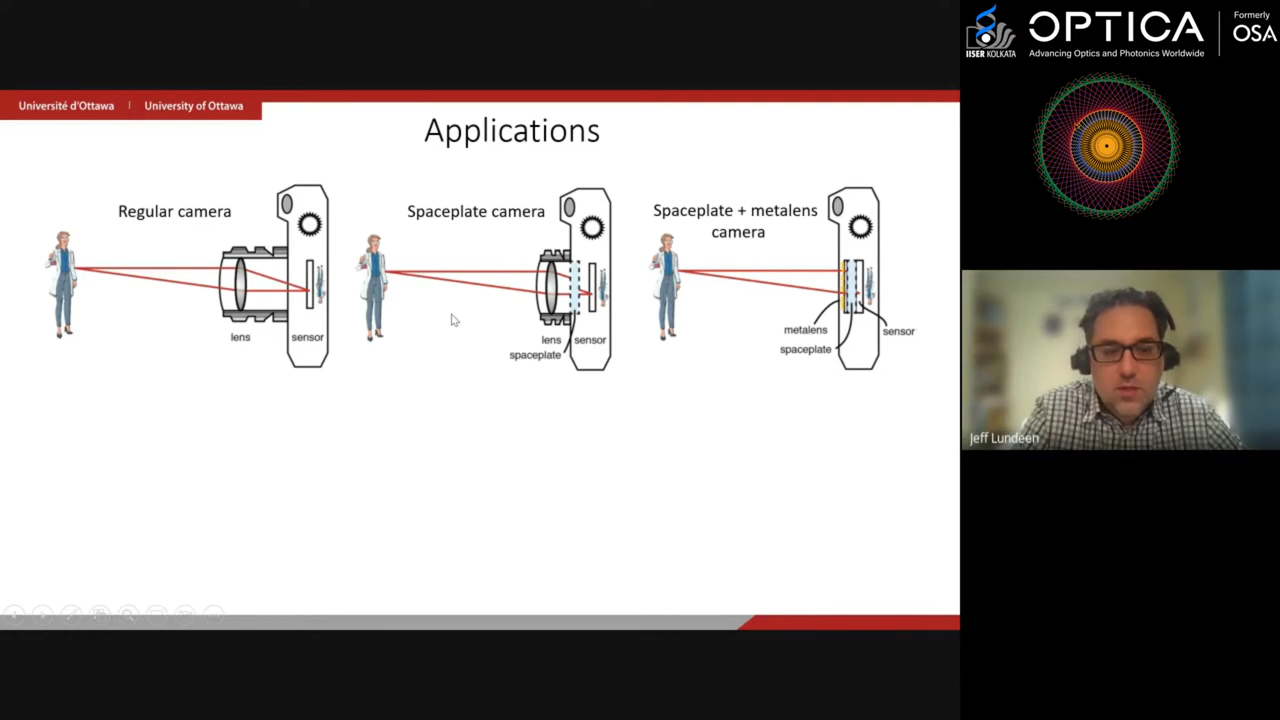 Université d'Ottawa | University of Ottawa
Applications
Regular camera
lens
sensor
Spaceplate camera
lens
spaceplate
sensor
Spaceplate + metalens
camera
metalens
spaceplate
sensor
IISER KOLKATA
OPTICA
Advancing Optics and Photonics Worldwide
Formerly
OSA
Jeff Lundeen